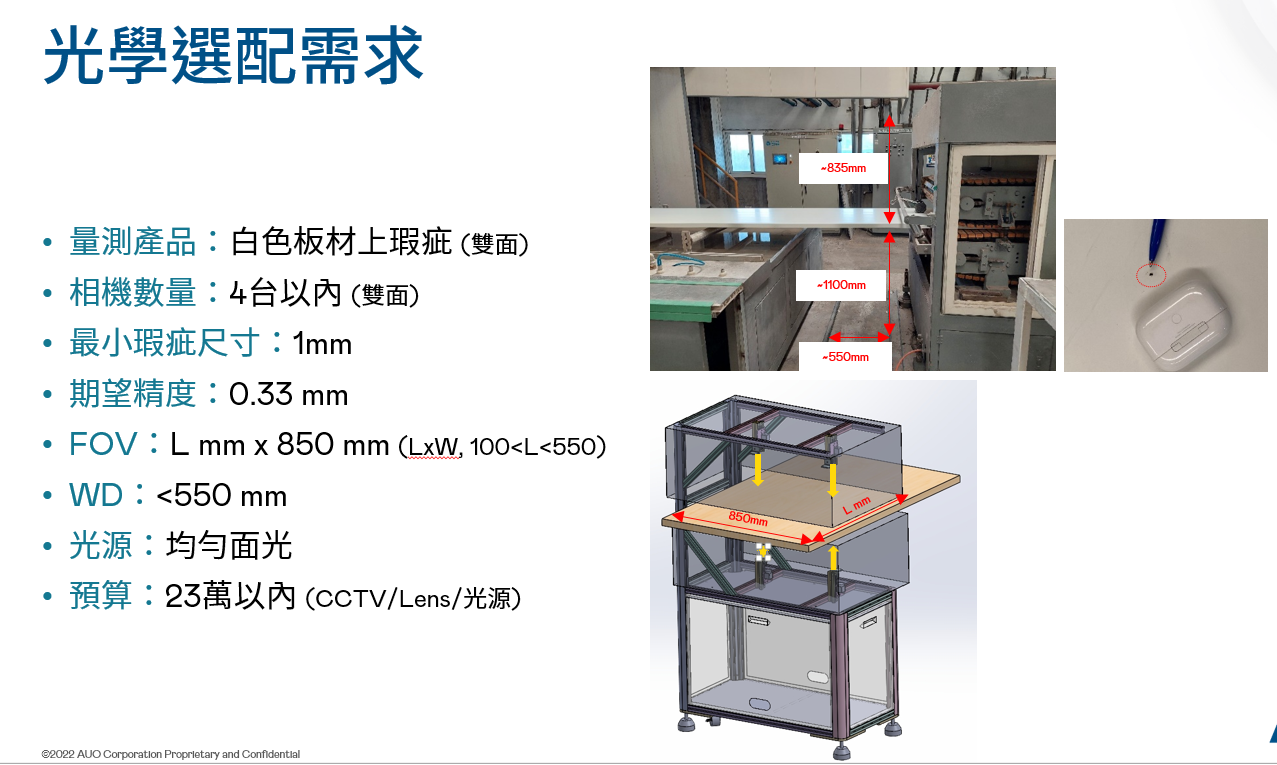 光學選配需求
• 量測產品：白色板材上瑕疵 (雙面)
• 相機數量：4台以內 (雙面)
• 最小瑕疵尺寸：1mm
• 期望精度：0.33 mm
• FOV：L mm x 850 mm (LxW, 100<L<550)
• WD：<550 mm
• 光源：均勻面光
• 預算：23萬以內 (CCTV/Lens/光源)
~835mm
~1100mm
~550mm
850mm
L mm
©2022 AUO Corporation Proprietary and Confidential